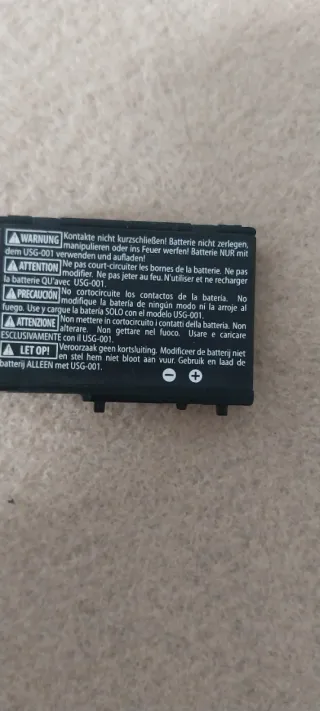 WARNUNG Kontakte nicht kurzschließen! Batterie nicht zerlegen,
manipulieren oder ins Feuer werfen! Batterie NUR mit
dem USG-001 verwenden und aufladen!
ATTENTION Ne pas court-circuiter les bornes de la batterie. Ne pas
modifier. Ne pas jeter au feu. N'utiliser et ne recharger
la batterie QU'avec USG-001.
PRECAUCIÓN No cortocircuite los contactos de la batería. No
modifique la batería de ningún modo ni la arroje al
fuego. Use y cargue la batería SOLO con el modelo USG-001.
ATTENZIONE Non mettere in cortocircuito i contatti della batteria. Non
alterare. Non gettare nel fuoco. Usare e caricare
ESCLUSIVAMENTE con il USG-001.
LET OP! Veroorzaak geen kortsluiting. Modificeer de batterij niet
en stel hem niet bloot aan vuur. Gebruik en laad de
batterij ALLEEN met USG-001.
− +